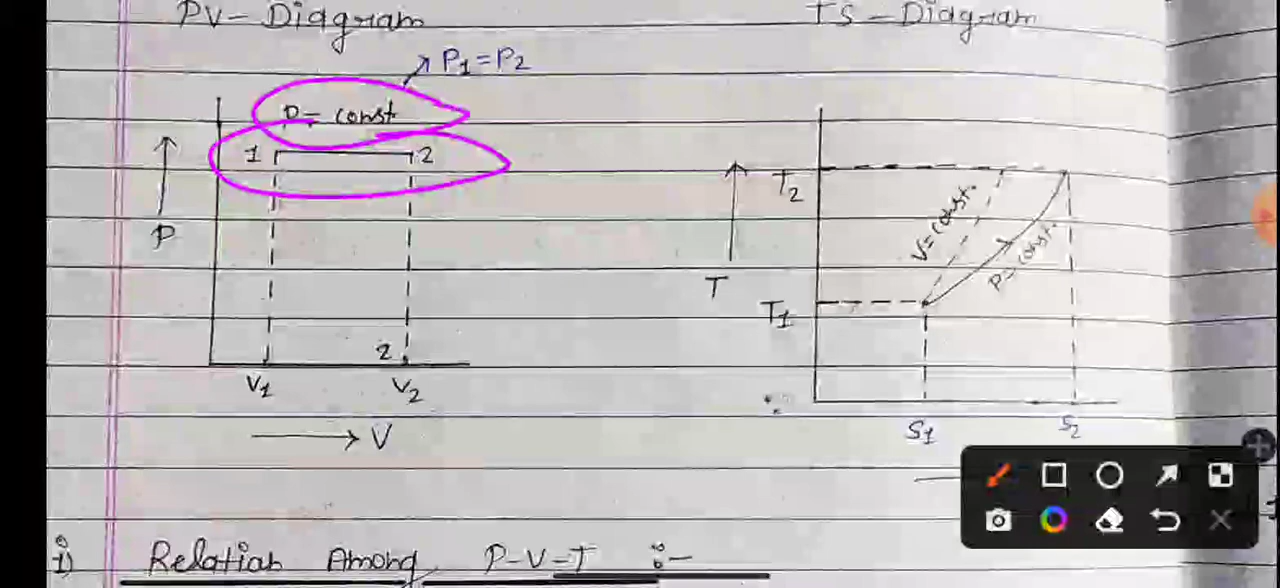 PV-Diagram
TS-Diagram
P1=P2
P= const
1
2
P
2
V1
V2
V
T2
T1
T
V=const.
P=const.
S1
S2
i) Relation Among P-V-T :-